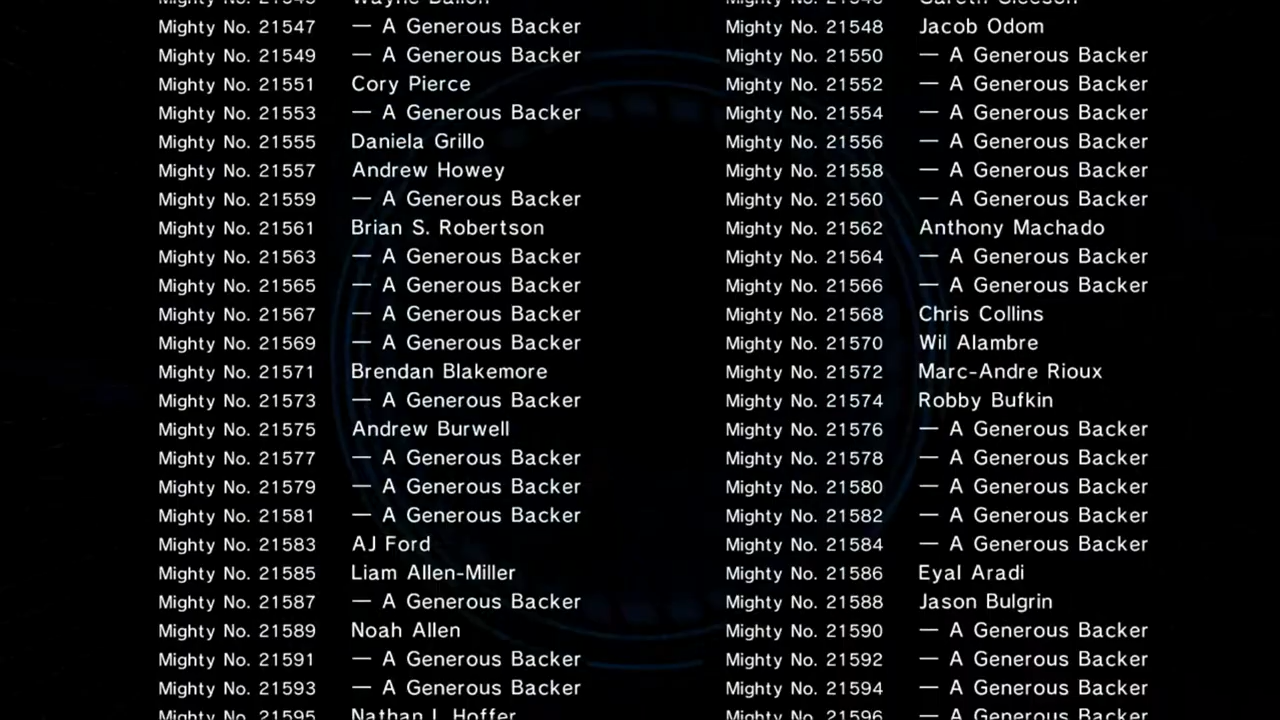 Mighty No. 21547 — A Generous Backer Mighty No. 21548 Jacob Odom
Mighty No. 21549 — A Generous Backer Mighty No. 21550 — A Generous Backer
Mighty No. 21551 Cory Pierce Mighty No. 21552 — A Generous Backer
Mighty No. 21553 — A Generous Backer Mighty No. 21554 — A Generous Backer
Mighty No. 21555 Daniela Grillo Mighty No. 21556 — A Generous Backer
Mighty No. 21557 Andrew Howey Mighty No. 21558 — A Generous Backer
Mighty No. 21559 — A Generous Backer Mighty No. 21560 — A Generous Backer
Mighty No. 21561 Brian S. Robertson Mighty No. 21562 Anthony Machado
Mighty No. 21563 — A Generous Backer Mighty No. 21564 — A Generous Backer
Mighty No. 21565 — A Generous Backer Mighty No. 21566 — A Generous Backer
Mighty No. 21567 — A Generous Backer Mighty No. 21568 Chris Collins
Mighty No. 21569 — A Generous Backer Mighty No. 21570 Wil Alambre
Mighty No. 21571 Brendan Blakemore Mighty No. 21572 Marc-Andre Rioux
Mighty No. 21573 — A Generous Backer Mighty No. 21574 Robby Bufkin
Mighty No. 21575 Andrew Burwell Mighty No. 21576 — A Generous Backer
Mighty No. 21577 — A Generous Backer Mighty No. 21578 — A Generous Backer
Mighty No. 21579 — A Generous Backer Mighty No. 21580 — A Generous Backer
Mighty No. 21581 — A Generous Backer Mighty No. 21582 — A Generous Backer
Mighty No. 21583 AJ Ford Mighty No. 21584 — A Generous Backer
Mighty No. 21585 Liam Allen-Miller Mighty No. 21586 Eyal Aradi
Mighty No. 21587 — A Generous Backer Mighty No. 21588 Jason Bulgrin
Mighty No. 21589 Noah Allen Mighty No. 21590 — A Generous Backer
Mighty No. 21591 — A Generous Backer Mighty No. 21592 — A Generous Backer
Mighty No. 21593 — A Generous Backer Mighty No. 21594 — A Generous Backer
Mighty No. 21595 Nathan L Hoffer Mighty No. 21596 — A Generous Backer